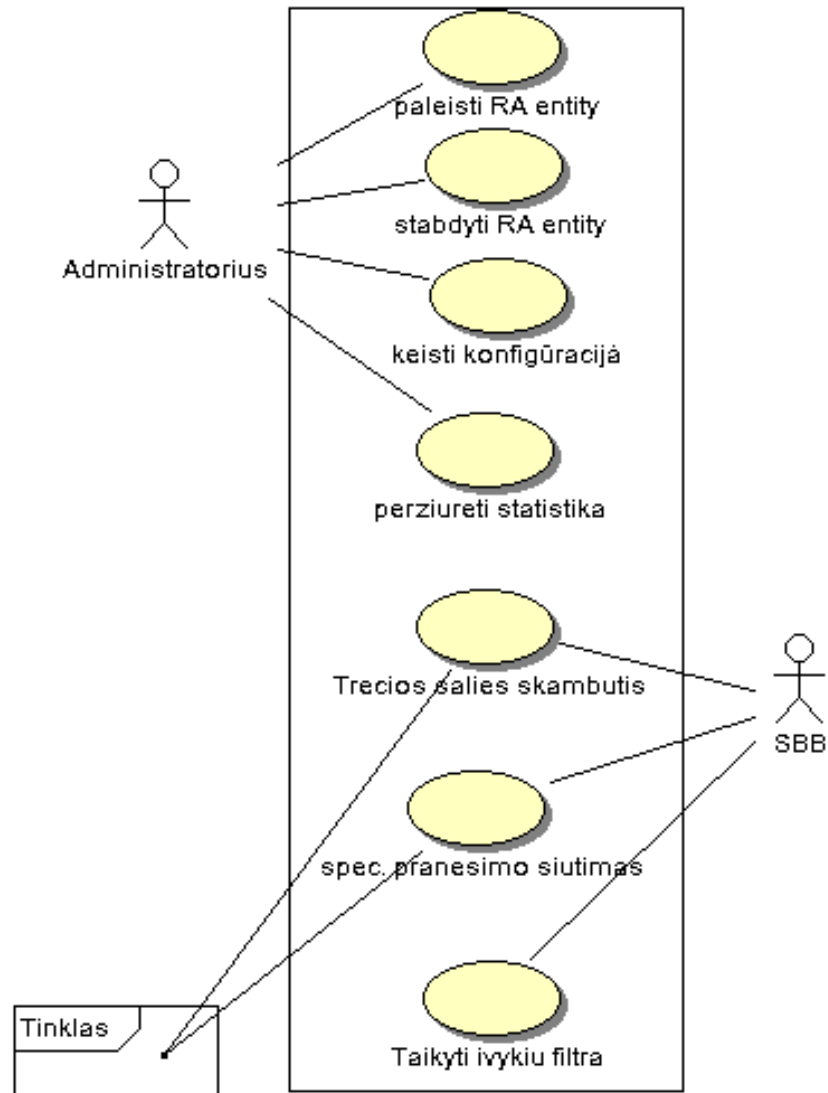 paleisti RA entity
stabdyti RA entity
Administratorius
keisti konfigūracijà
perziureti statistika
Trecios salies skambutis
SBB
spec. pranesimo siutimas
Tinklas
Taikyti ivykiu filtra